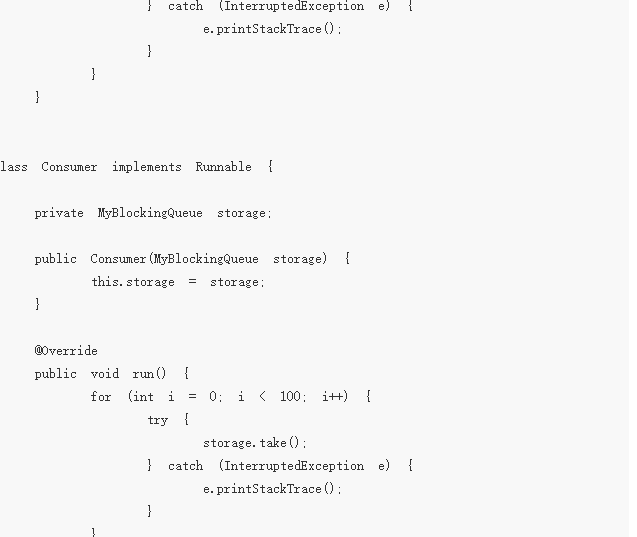 } catch (InterruptedException e) {
e.printStackTrace();
}
}
}
lass Consumer implements Runnable {
private MyBlockingQueue storage;
public Consumer(MyBlockingQueue storage) {
this.storage = storage;
}
@Override
public void run() {
for (int i = 0; i < 100; i++) {
try {
storage.take();
} catch (InterruptedException e) {
e.printStackTrace();
}
}